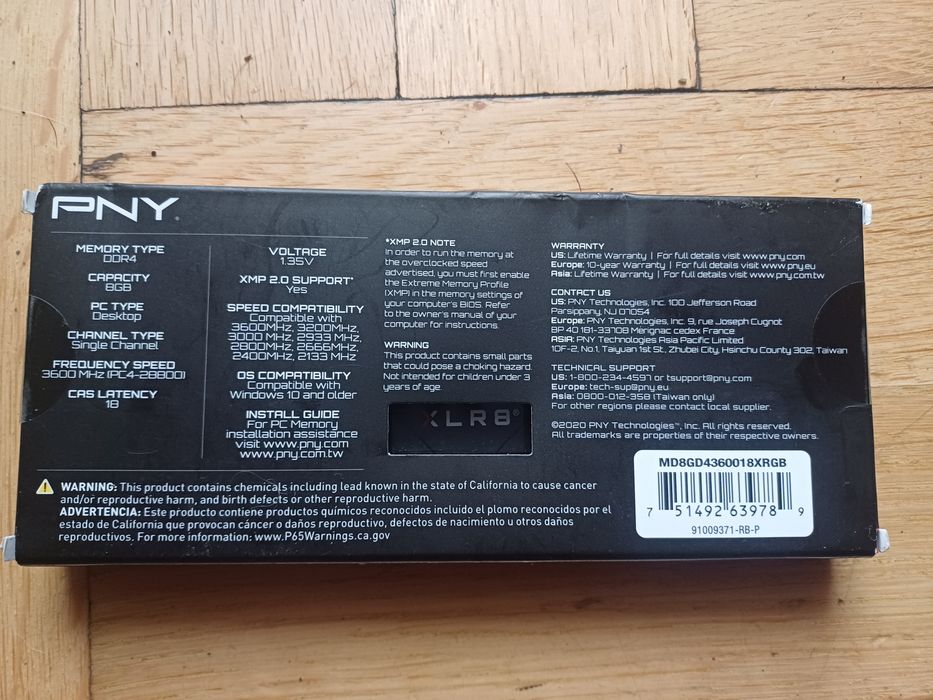 PNY
MEMORY TYPE
DDR4
CAPACITY
8GB
PC TYPE
Desktop
CHANNEL TYPE
Single Channel
FREQUENCY SPEED
3600 MHz (PC4-28800)
CAS LATENCY
18
VOLTAGE
1.35V
XMP 2.0 SUPPORT*
Yes
SPEED COMPATIBILITY
Compatible with
3600MHz, 3200MHz,
3000 MHz, 2933 MHz,
2800MHz, 2666MHz,
2400MHz, 2133 MHz
OS COMPATIBILITY
Compatible with
Windows 10 and older
INSTALL GUIDE
For PC Memory
installation assistance
visit www.pny.com
www.pny.com.tw
*XMP 2.0 NOTE
In order to run the memory at
the overclocked speed
advertised, you must first enable
the Extreme Memory Profile
(XMP) in the memory settings of
your computer's BIOS. Refer
to the owner's manual of your
computer for instructions.
WARNING
This product contains small parts
that could pose a choking hazard.
Not intended for children under 3
years of age.
XLR8®
WARRANTY
US: Lifetime Warranty | For full details visit www.pny.com
Europe: 10-year Warranty | For full details visit www.pny.eu
Asia: Lifetime Warranty | For full details visit www.pny.com.tw
CONTACT US
US: PNY Technologies, Inc. 100 Jefferson Road
Parsippany, NJ 07054
Europe: PNY Technologies, Inc. 9, rue Joseph Cugnot
BP 40181-33708 Merignac cedex France
ASIA: PNY Technologies Asia Pacific Limited
10F-2, No.1, Taiyuan 1st St., Zhubei City, Hsinchu County 302, Taiwan
TECHNICAL SUPPORT
US: 1-800-234-4597 or tsupport@pny.com
Europe: tech-sup@pny.eu
Asia: 0800-012-358 (Taiwan only)
For other regions please contact local supplier.
©2020 PNY Technologies™, Inc. All rights reserved.
All trademarks are properties of their respective owners.
WARNING: This product contains chemicals including lead known in the state of California to cause cancer
and/or reproductive harm, and birth defects or other reproductive harm.
ADVERTENCIA: Este producto contiene productos químicos reconocidos incluido el plomo reconocidos por el
estado de California que provocan cáncer o daños reproductivo, defectos de nacimiento u otros daños
reproductivos. For more information: www.P65Warnings.ca.gov
MD8GD4360018XRGB
7 51492 63978 9
91009371-RB-P